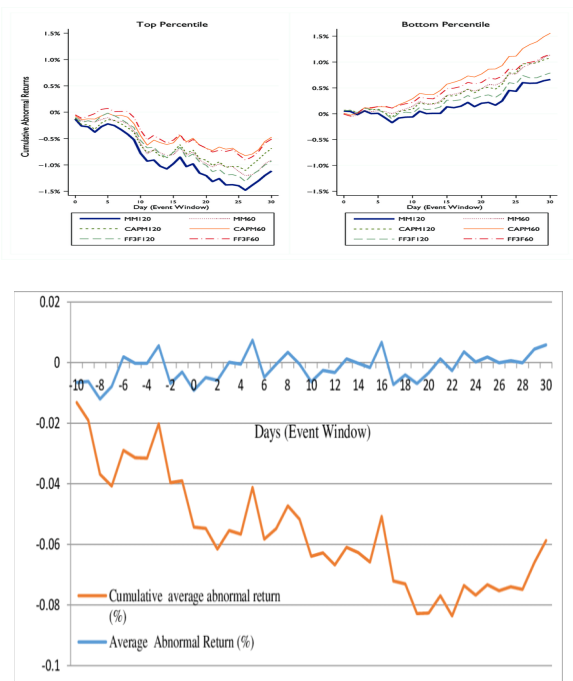 Top Percentile
Bottom Percentile
Cumulative Abnormal Returns
1.5%
1.0%
0.5%
0%
−0.5%
−1.0%
−1.5%
0 5 10 15 20 25 30
Day (Event Window)
MM120 MM60
CAPM120 CAPM60
FF3F120 FF3F60
1.5%
1.0%
0.5%
0%
−0.5%
−1.0%
−1.5%
0 5 10 15 20 25 30
Day (Event Window)
MM120 MM60
CAPM120 CAPM60
FF3F120 FF3F60
0.02
0
-10 -8 -6 -4 -2 0 2 4 6 8 10 12 14 16 18 20 22 24 26 28 30
-0.02
Days (Event Window)
-0.04
-0.06
-0.08
Cumulative average abnormal return
(%)
Average Abnormal Return (%)
-0.1